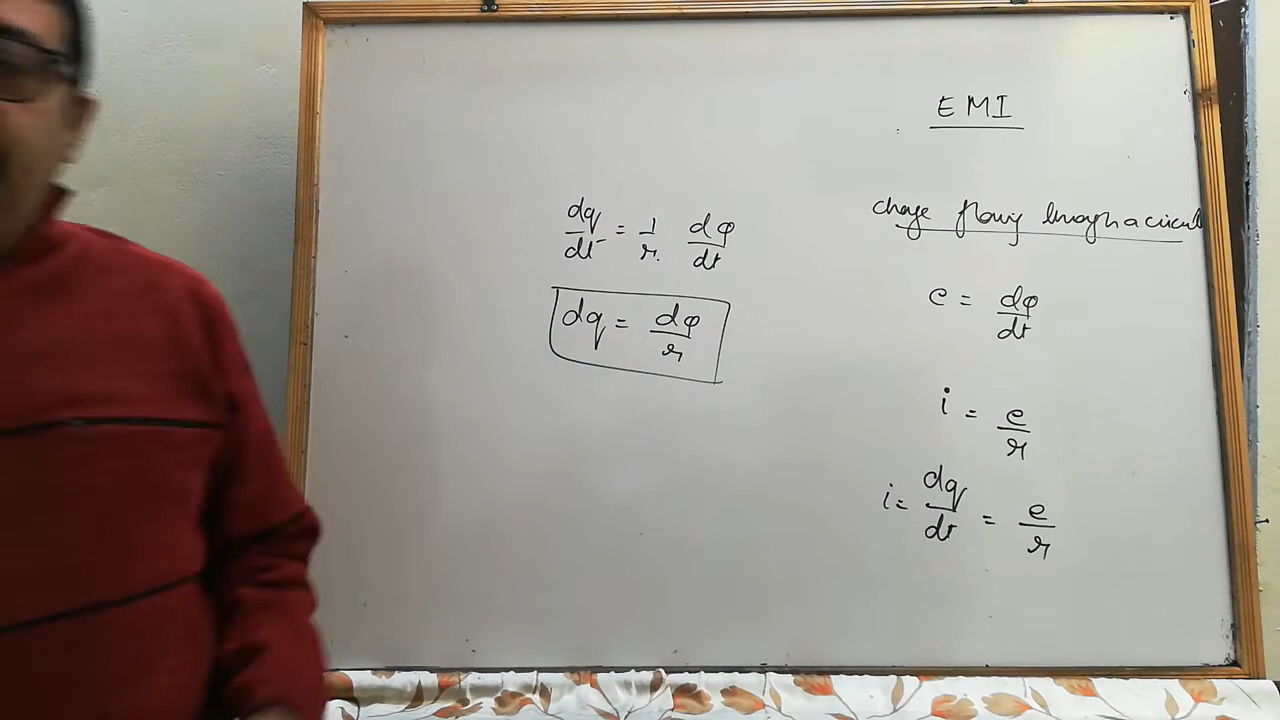 EMI
charge flowing through a circuit
e = dφ/dt
i = e/r
i = dq/dt = e/r
dq/dt = 1/r dφ/dt
dq = dφ/r